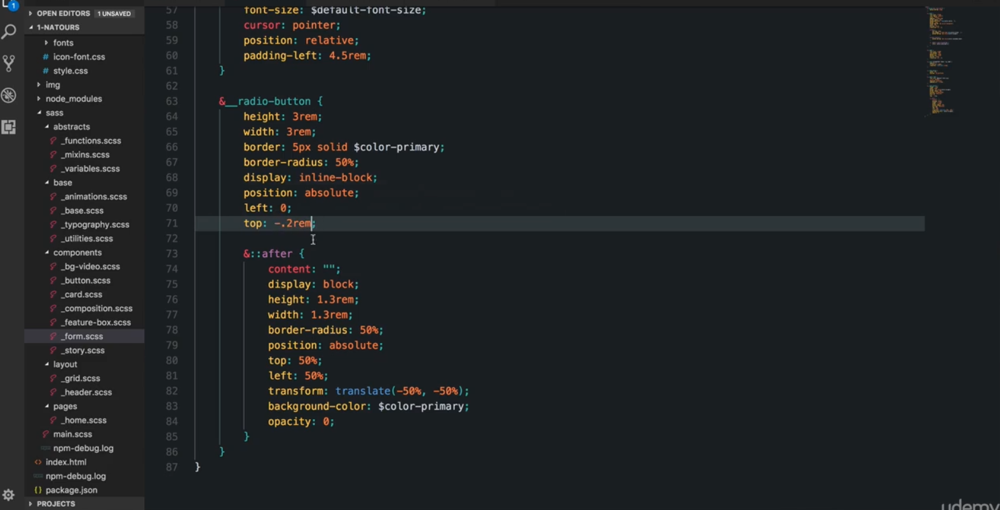 1
OPEN EDITORS 1 UNSAVED
1-NATOURS
fonts
# icon-font.css
# style.css
img
node_modules
sass
abstracts
_functions.scss
_mixins.scss
_variables.scss
base
_animations.scss
_base.scss
_typography.scss
_utilities.scss
components
_bg-video.scss
_button.scss
_card.scss
_composition.scss
_feature-box.scss
_form.scss
_story.scss
layout
_grid.scss
_header.scss
pages
_home.scss
main.scss
npm-debug.log
<> index.html
npm-debug.log
{} package.json
PROJECTS
57 font-size: $default-font-size;
58 cursor: pointer;
59 position: relative;
60 padding-left: 4.5rem;
61 }
62
63 &__radio-button {
64 height: 3rem;
65 width: 3rem;
66 border: 5px solid $color-primary;
67 border-radius: 50%;
68 display: inline-block;
69 position: absolute;
70 left: 0;
71 top: -.2rem;
72
73 &::after {
74 content: "";
75 display: block;
76 height: 1.3rem;
77 width: 1.3rem;
78 border-radius: 50%;
79 position: absolute;
80 top: 50%;
81 left: 50%;
82 transform: translate(-50%, -50%);
83 background-color: $color-primary;
84 opacity: 0;
85 }
86 }
87 }
udemy